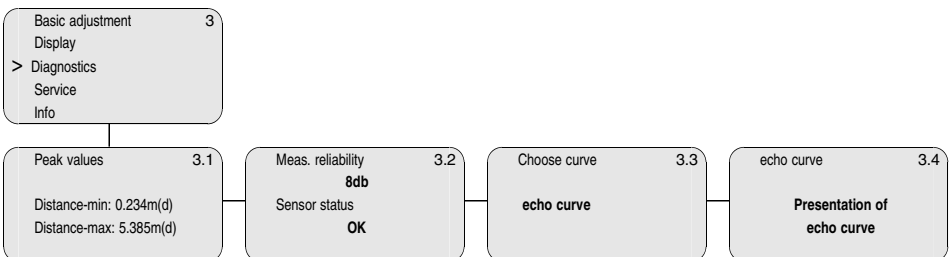 Basic adjustment 3
Display
> Diagnostics
Service
Info
Peak values 3.1
Distance-min: 0.234m(d)
Distance-max: 5.385m(d)
Meas. reliability 3.2
8db
Sensor status
OK
Choose curve 3.3
echo curve
echo curve 3.4
Presentation of
echo curve